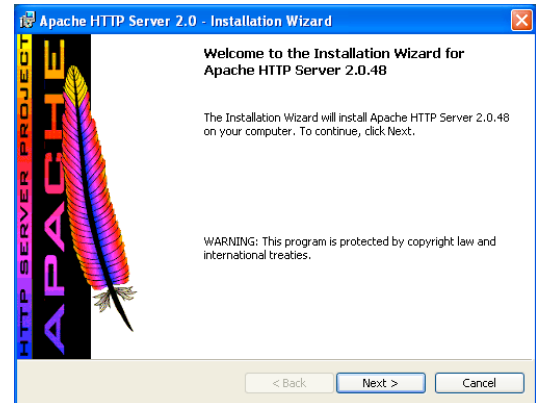 Apache HTTP Server 2.0 - Installation Wizard
HTTP SERVER PROJECT
APACHE
Welcome to the Installation Wizard for
Apache HTTP Server 2.0.48
The Installation Wizard will install Apache HTTP Server 2.0.48
on your computer. To continue, click Next.
WARNING: This program is protected by copyright law and
international treaties.
< Back
Next >
Cancel